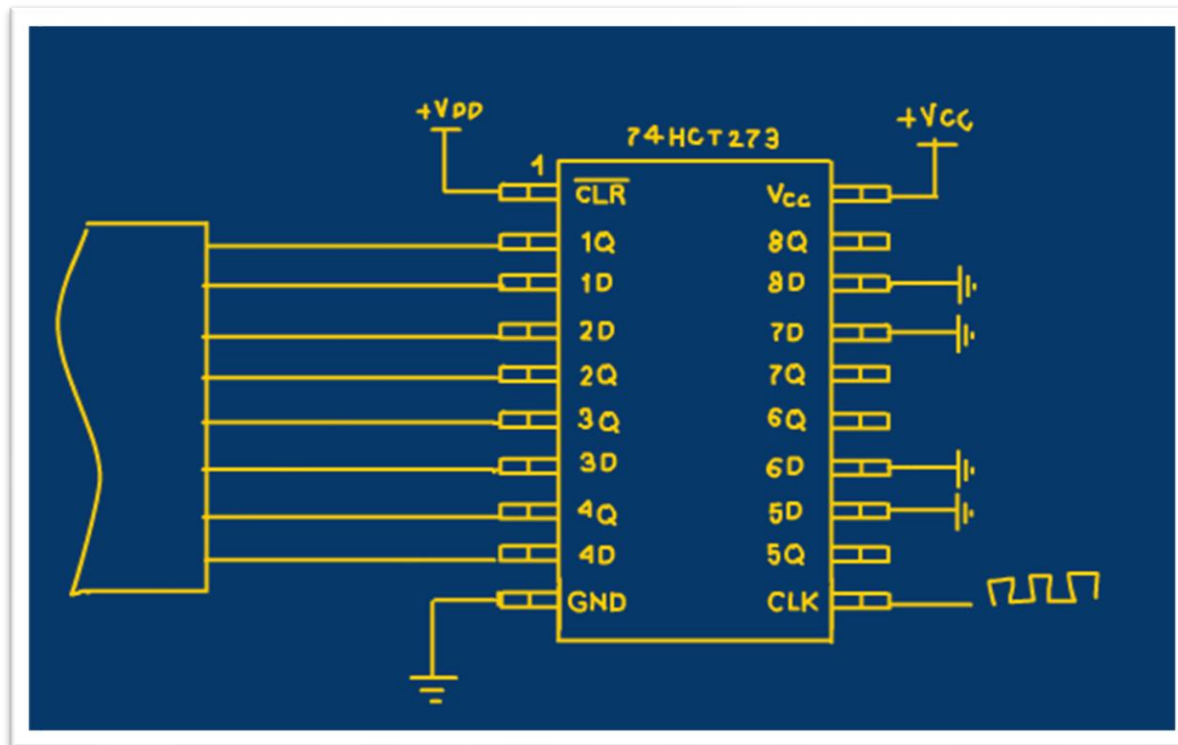 +VDD
74HCT273
+VCC
1
CLR
VCC
1Q
8Q
1D
8D
2D
7D
2Q
7Q
3Q
6Q
3D
6D
4Q
5D
4D
5Q
GND
CLK